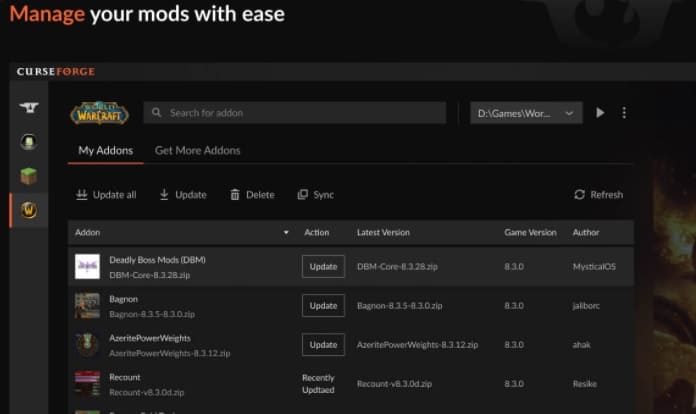 Manage your mods with ease
CURSEFORGE
WORLD
WARCRAFT
Search for addon
D:\Games\Wor...
My Addons
Get More Addons
Update all
Update
Delete
Sync
Refresh
Addon
Action
Latest Version
Game Version
Author
Deadly Boss Mods (DBM)
DBM-Core-8.3.28.zip
Update
DBM-Core-8.3.28.zip
8.3.0
MysticalOS
Bagnon
Bagnon-8.3.5-8.3.0.zip
Update
Bagnon-8.3.5-8.3.0.zip
8.3.0
jaliborc
AzeritePowerWeights
AzeritePowerWeights-8.3.12.zip
Update
AzeritePowerWeights-8.3.12.zip
8.3.0
ahak
Recount
Recount-v8.3.0d.zip
Recently
Updtaed
Recount-v8.3.0d.zip
8.3.0
Resike